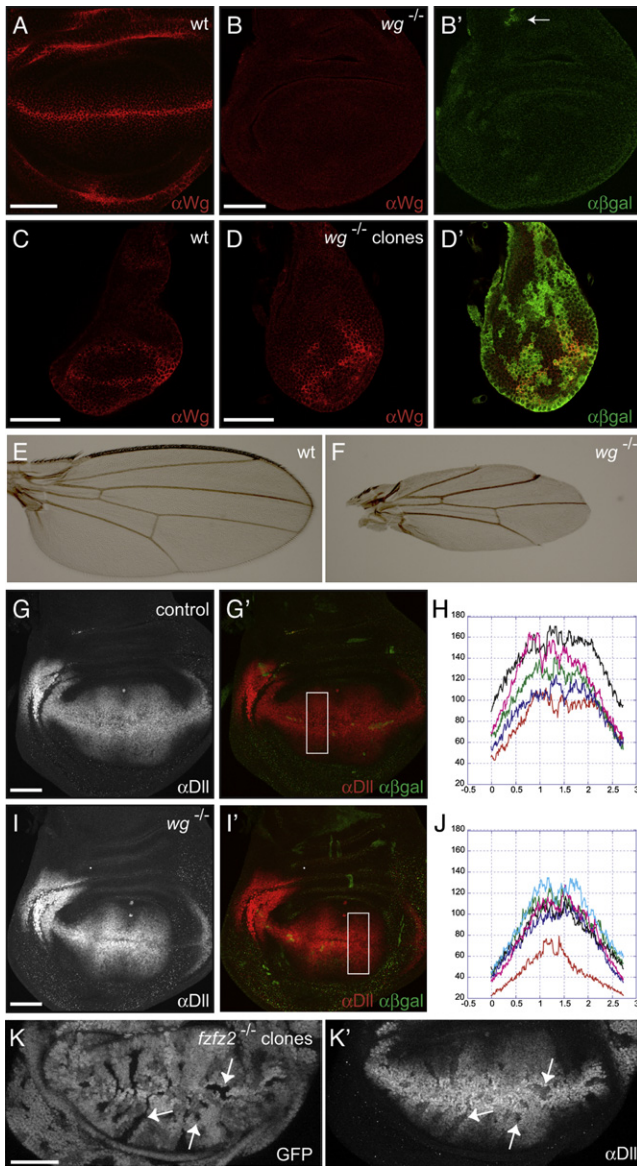 A wt αWg
B wg -/-
B' αβgal
C wt αWg
D wg -/- clones
D' αβgal
E wt
F wg -/-
G control αDll
G' αDll αβgal
H
180
160
140
120
100
80
60
40
20
-0.5 0 0.5 1 1.5 2 2.5 3
I wg -/- αDll
I' αDll αβgal
J
180
160
140
120
100
80
60
40
20
-0.5 0 0.5 1 1.5 2 2.5 3
K fzfz2 -/- clones GFP
K' αDll